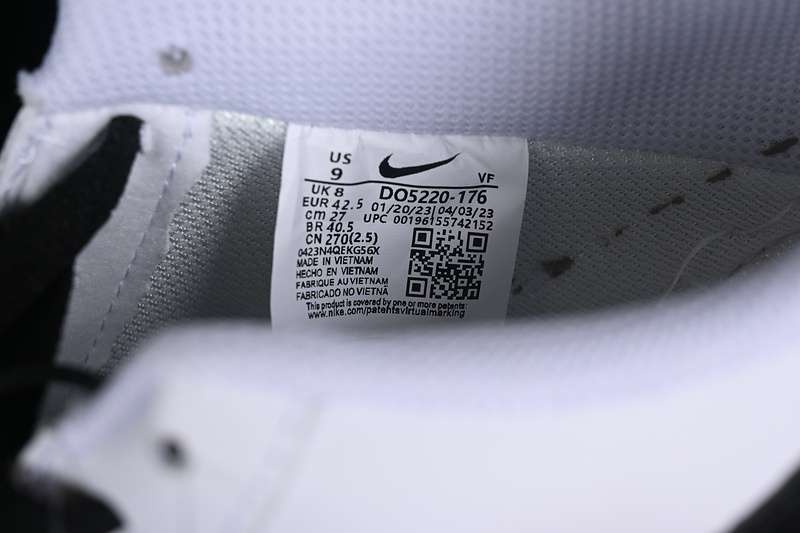 US
9
VF
UK 8 DO5220-176
EUR 42.5 01/20/23 04/03/23
cm 27 UPC 00196155742152
BR 40.5
CN 270(2.5)
0423N4QEKG56X
MADE IN VIETNAM
HECHO EN VIETNAM
FABRIQUE AU VIETNAM
FABRICADO NO VIETNÃ
This product is covered by one or more patents:
www.nike.com/patentsvirtualmarking